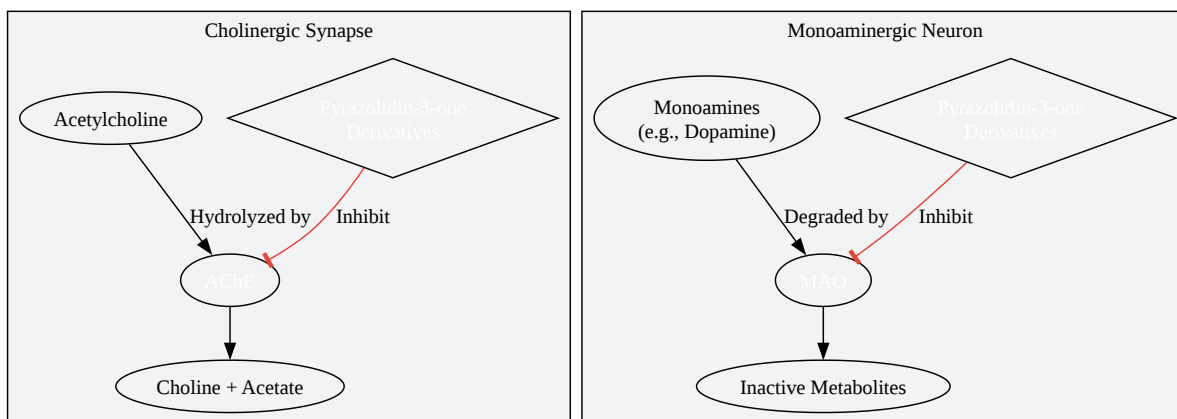 Cholinergic Synapse
Acetylcholine
Pyrazolidin-3-one
Derivatives
Hydrolyzed by
Inhibit
AChE
Choline + Acetate
Monoaminergic Neuron
Monoamines
(e.g., Dopamine)
Pyrazolidin-3-one
Derivatives
Degraded by
Inhibit
MAO
Inactive Metabolites